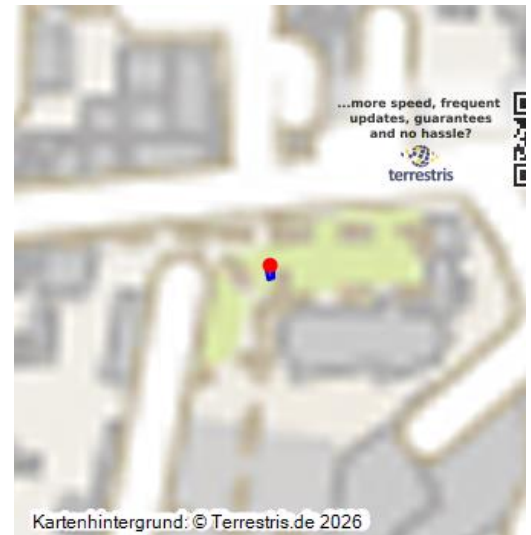 ...more speed, frequent
updates, guarantees
and no hassle?
terrestris
Kartenhintergrund: © Terrestris.de 2026